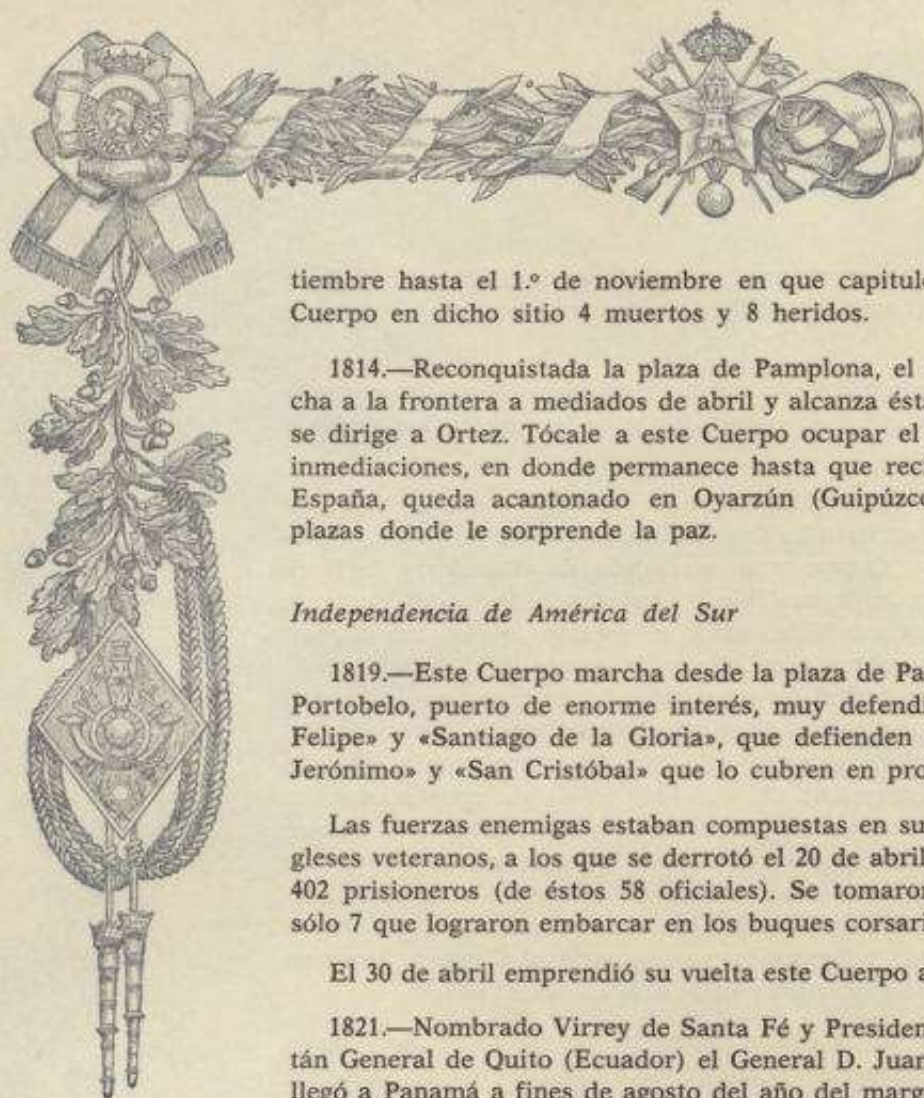 tiembre hasta el 1.º de noviembre en que capitul
Cuerpo en dicho sitio 4 muertos y 8 heridos.
1814.—Reconquistada la plaza de Pamplona, el
cha a la frontera a mediados de abril y alcanza ést
se dirige a Ortez. Tócale a este Cuerpo ocupar el
inmediaciones, en donde permanece hasta que rec
España, queda acantonado en Oyarzún (Guipúzc
plazas donde le sorprende la paz.
Independencia de América del Sur
1819.—Este Cuerpo marcha desde la plaza de Pa
Portobelo, puerto de enorme interés, muy defend
Felipe» y «Santiago de la Gloria», que defienden
Jerónimo» y «San Cristóbal» que lo cubren en pro
Las fuerzas enemigas estaban compuestas en su
gleses veteranos, a los que se derrotó el 20 de abril
402 prisioneros (de éstos 58 oficiales). Se tomaron
sólo 7 que lograron embarcar en los buques corsari
El 30 de abril emprendió su vuelta este Cuerpo a
1821.—Nombrado Virrey de Santa Fé y Presiden
tán General de Quito (Ecuador) el General D. Juan
llegó a Panamá a fines de agosto del año del marg